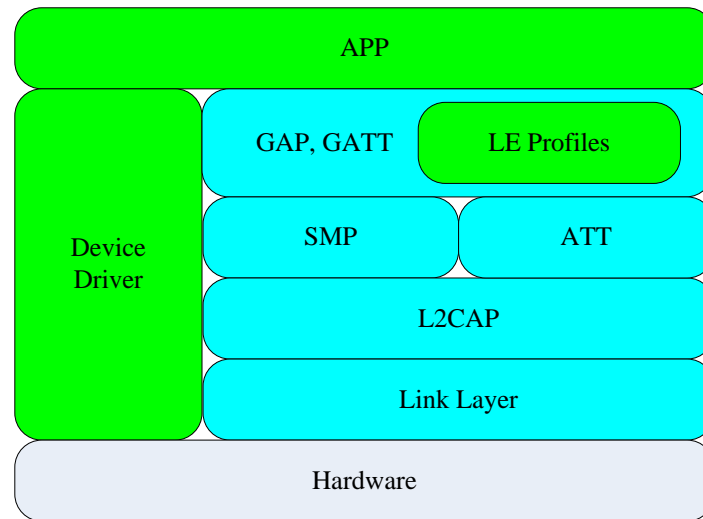 APP
GAP, GATT
LE Profiles
Device
Driver
SMP
ATT
L2CAP
Link Layer
Hardware